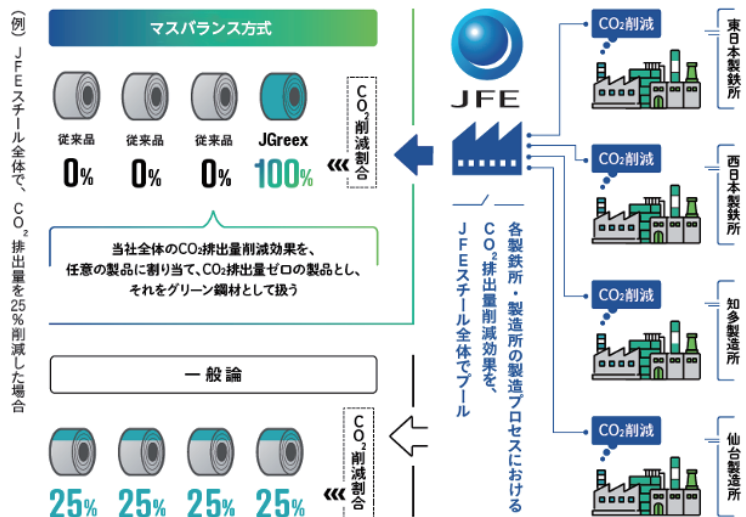 (例) JFEスチール全体で、CO₂排出量を25%削減した場合
マスバランス方式
従来品
0%
従来品
0%
従来品
0%
JGreex
100%
CO₂削減割合
当社全体のCO₂排出量削減効果を、
任意の製品に割り当て、CO₂排出量ゼロの製品とし、
それをグリーン鋼材として扱う
一般論
25%
25%
25%
25%
CO₂削減割合
JFE
各製鉄所・製造所の製造プロセスにおける
CO₂排出量削減効果を、
JFEスチール全体でプール
CO₂削減
東日本製鉄所
CO₂削減
西日本製鉄所
CO₂削減
知多製造所
CO₂削減
仙台製造所